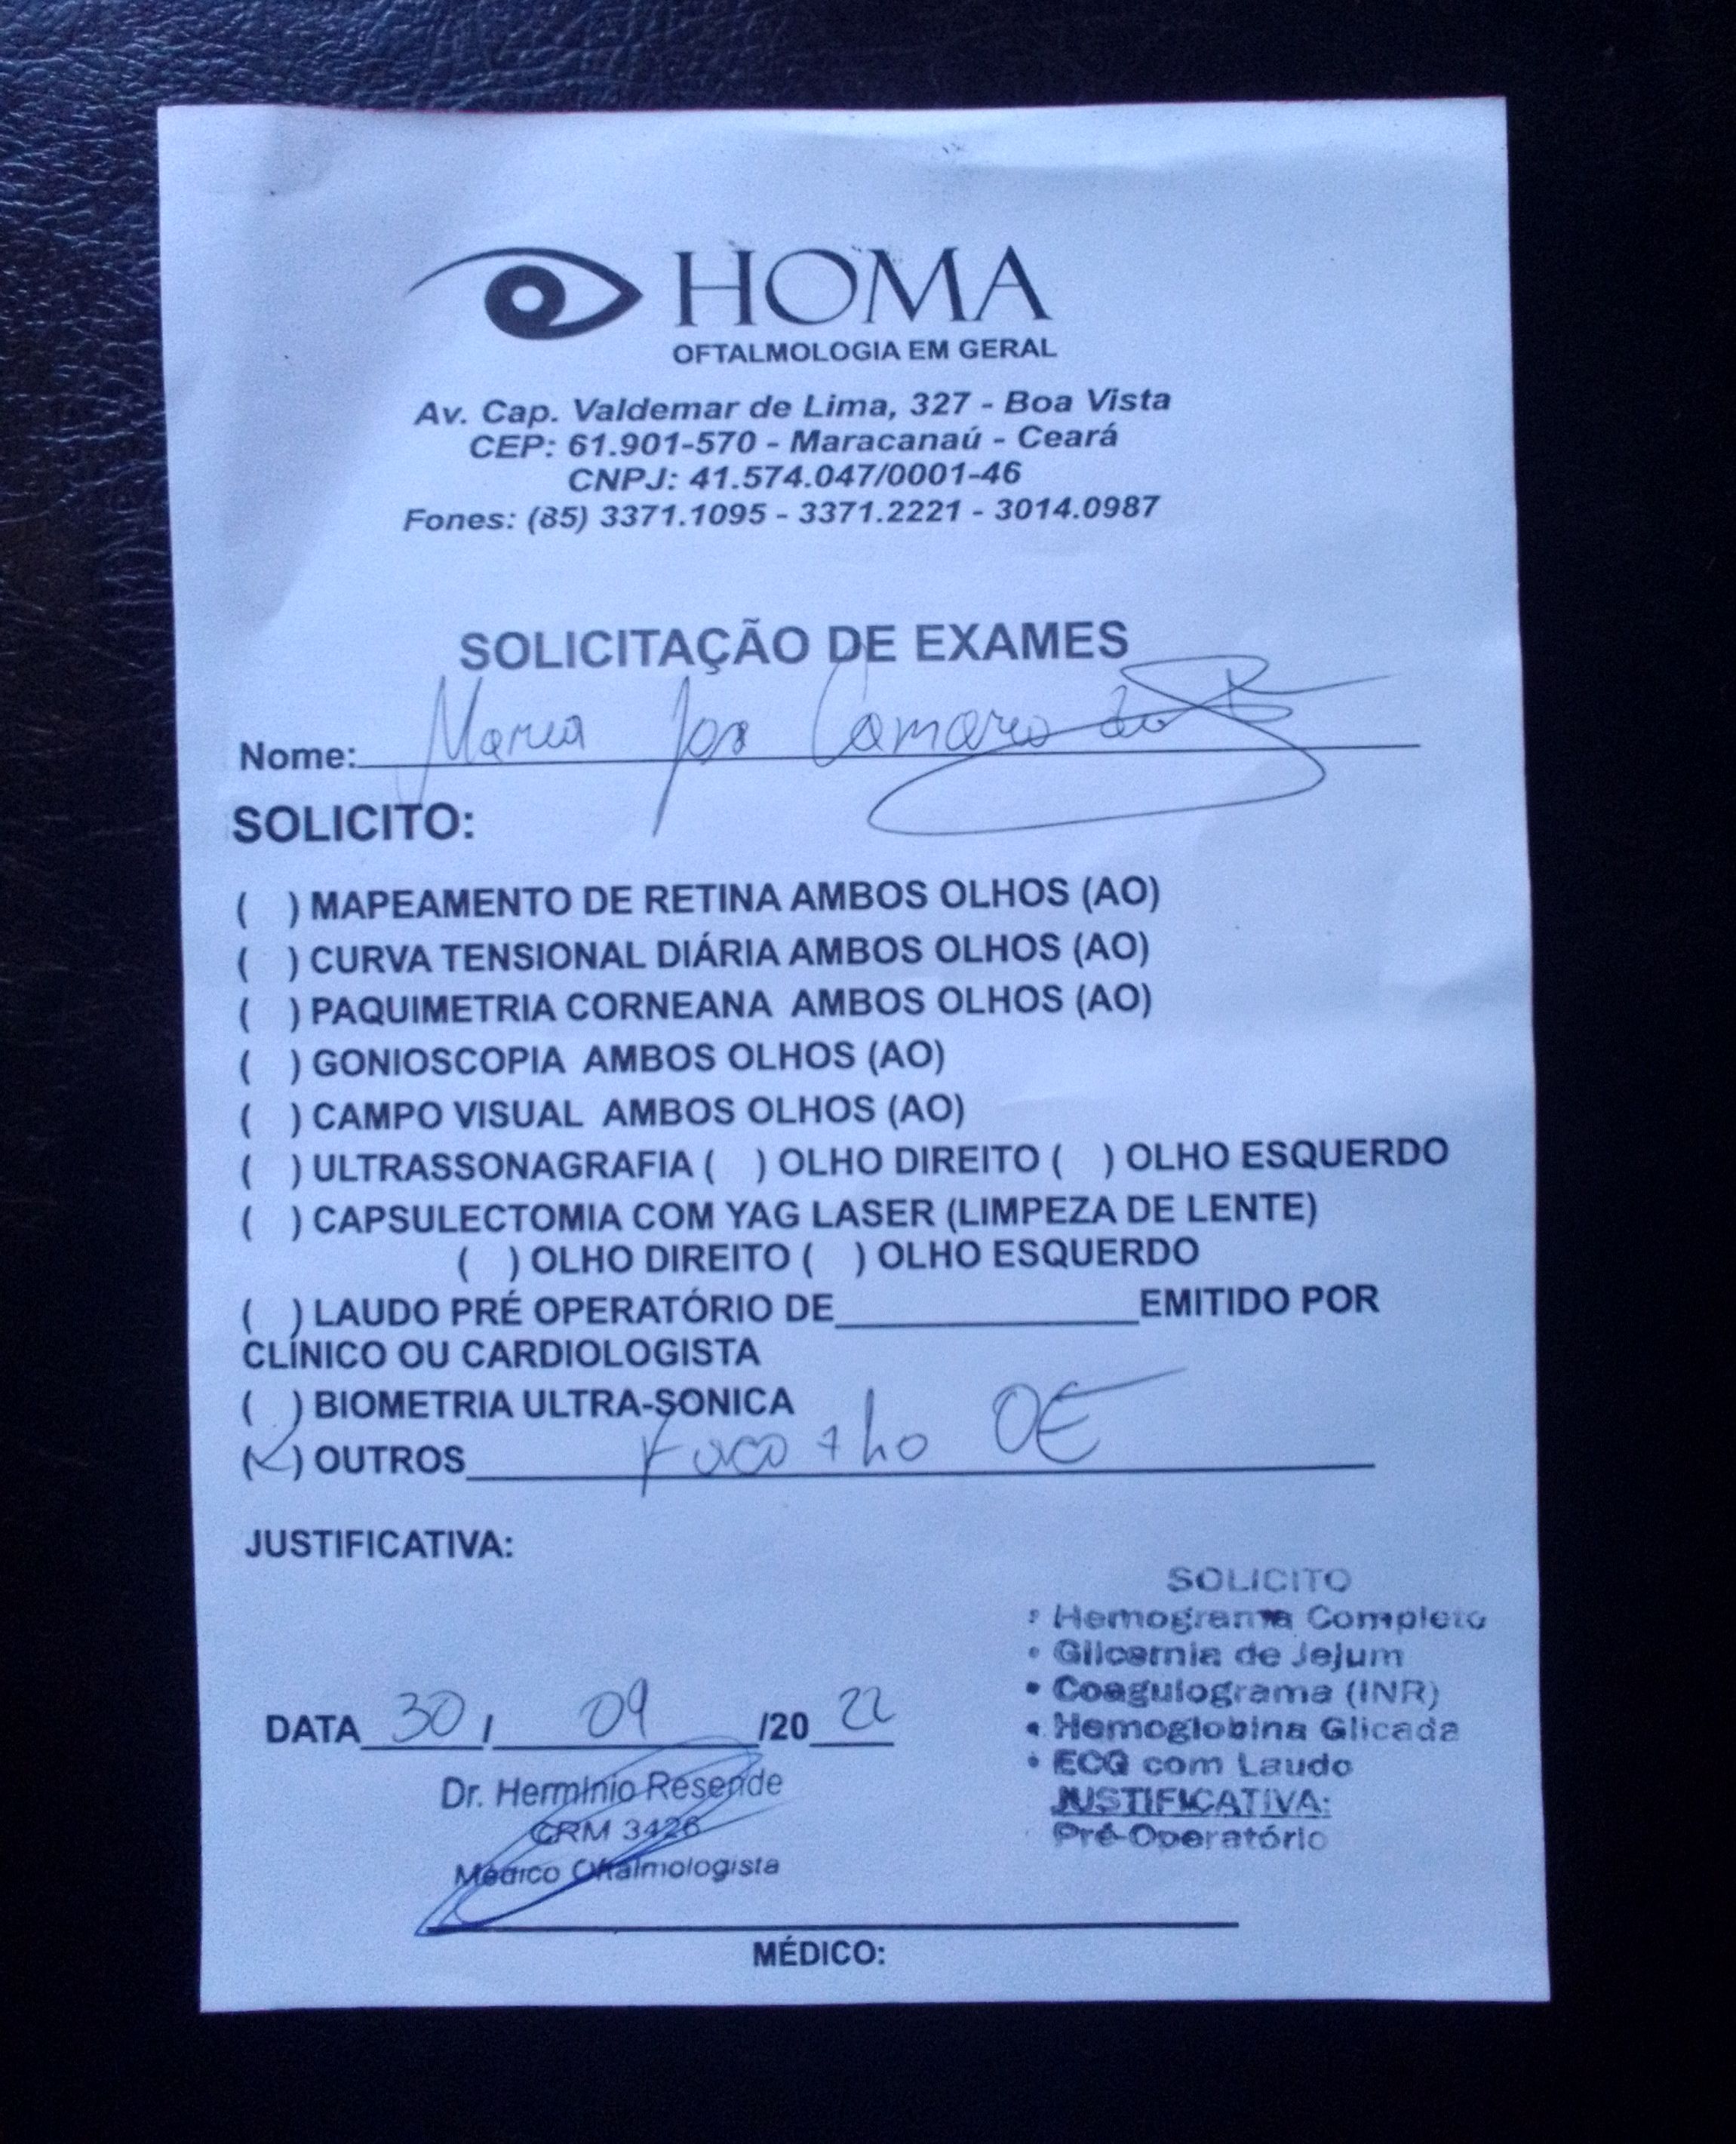 HOMA
OFTALMOLOGIA EM GERAL
Av. Cap. Valdemar de Lima, 327 - Boa Vista
CEP: 61.901-570 - Maracanaú - Ceará
CNPJ: 41.574.047/0001-46
Fones: (85) 3371.1095 - 3371.2221 - 3014.0987
SOLICITAÇÃO DE EXAMES
Nome: Maria
SOLICITO:
( ) MAPEAMENTO DE RETINA AMBOS OLHOS (AO)
( ) CURVA TENSIONAL DIÁRIA AMBOS OLHOS (AO)
( ) PAQUIMETRIA CORNEANA AMBOS OLHOS (AO)
( ) GONIOSCOPIA AMBOS OLHOS (AO)
( ) CAMPO VISUAL AMBOS OLHOS (AO)
( ) ULTRASSONAGRAFIA ( ) OLHO DIREITO ( ) OLHO ESQUERDO
( ) CAPSULECTOMIA COM YAG LASER (LIMPEZA DE LENTE)
( ) OLHO DIREITO ( ) OLHO ESQUERDO
( ) LAUDO PRÉ OPERATÓRIO DE____________EMITIDO POR
CLÍNICO OU CARDIOLOGISTA
( ) BIOMETRIA ULTRA-SONICA
(x) OUTROS OE
JUSTIFICATIVA:
SOLICITO
• Hemograma Completo
• Glicemia de Jejum
• Coagulograma (INR)
• Hemoglobina Glicada
• ECG com Laudo
JUSTIFICATIVA:
Pré-Operatório
DATA 30 / 09 /20 22
Dr. Hermínio Resende
CRM 3426
Médico Oftalmologista
MÉDICO: